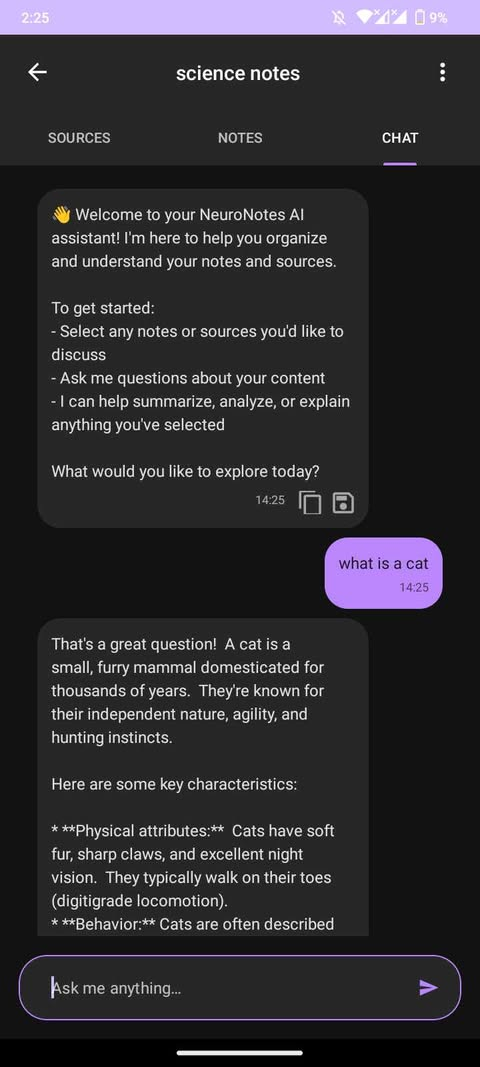 2:25
9%
science notes
SOURCES
NOTES
CHAT
👋 Welcome to your NeuroNotes AI
assistant! I'm here to help you organize
and understand your notes and sources.
To get started:
- Select any notes or sources you'd like to
discuss
- Ask me questions about your content
- I can help summarize, analyze, or explain
anything you've selected
What would you like to explore today?
14:25
what is a cat
14:25
That's a great question!  A cat is a
small, furry mammal domesticated for
thousands of years.  They're known for
their independent nature, agility, and
hunting instincts.
Here are some key characteristics:
* **Physical attributes:**  Cats have soft
fur, sharp claws, and excellent night
vision.  They typically walk on their toes
(digitigrade locomotion).
* **Behavior:** Cats are often described
Ask me anything…